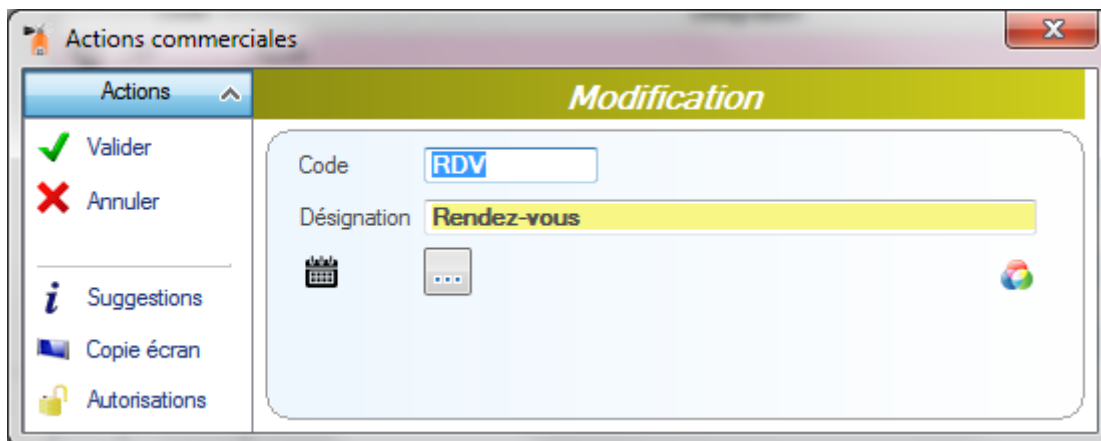 Actions commerciales
Actions
Modification
Valider
Annuler
Suggestions
Copie écran
Autorisations
Code RDV
Désignation Rendez-vous
...